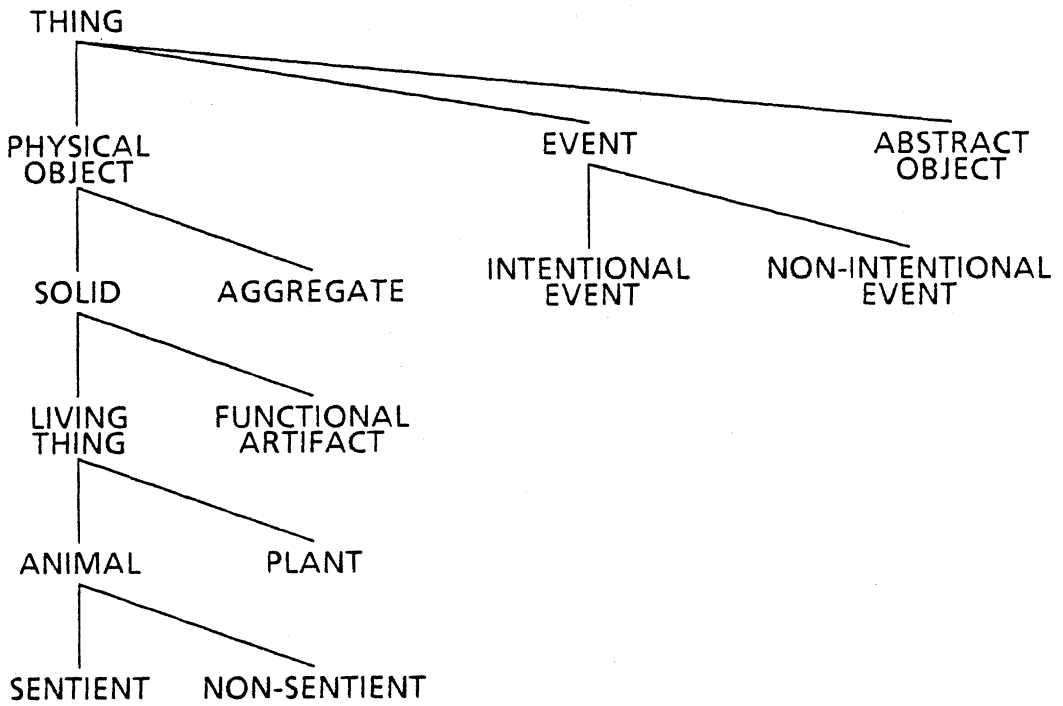 THING
PHYSICAL
OBJECT
EVENT
ABSTRACT
OBJECT
SOLID
AGGREGATE
INTENTIONAL
EVENT
NON-INTENTIONAL
EVENT
LIVING
THING
FUNCTIONAL
ARTIFACT
ANIMAL
PLANT
SENTIENT
NON-SENTIENT